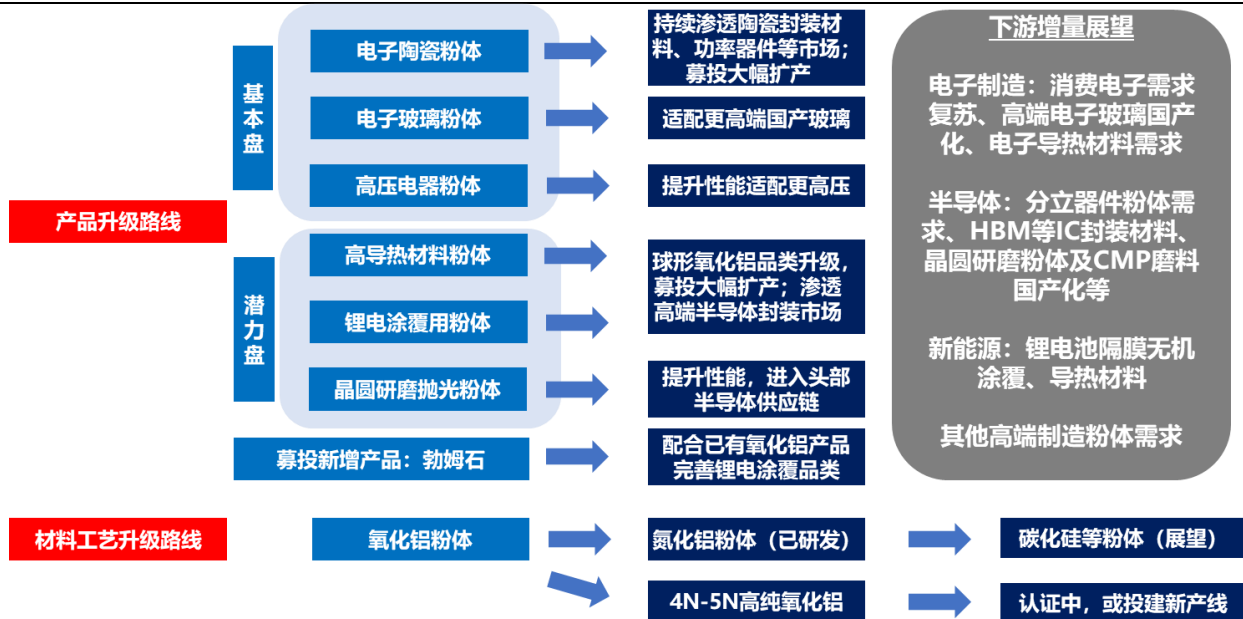 产品升级路线
基本盘
电子陶瓷粉体
持续渗透陶瓷封装材
料、功率器件等市场；
募投大幅扩产
电子玻璃粉体
适配更高端国产玻璃
高压电器粉体
提升性能适配更高压
潜力盘
高导热材料粉体
锂电涂覆用粉体
球形氧化铝品类升级，
募投大幅扩产；渗透
高端半导体封装市场
晶圆研磨抛光粉体
提升性能，进入头部
半导体供应链
募投新增产品：勃姆石
配合已有氧化铝产品
完善锂电涂覆品类
下游增量展望
电子制造：消费电子需求
复苏、高端电子玻璃国产
化、电子导热材料需求
半导体：分立器件粉体需
求、HBM等IC封装材料、
晶圆研磨粉体及CMP磨料
国产化等
新能源：锂电池隔膜无机
涂覆、导热材料
其他高端制造粉体需求
材料工艺升级路线
氧化铝粉体
氮化铝粉体（已研发）
碳化硅等粉体（展望）
4N-5N高纯氧化铝
认证中，或投建新产线